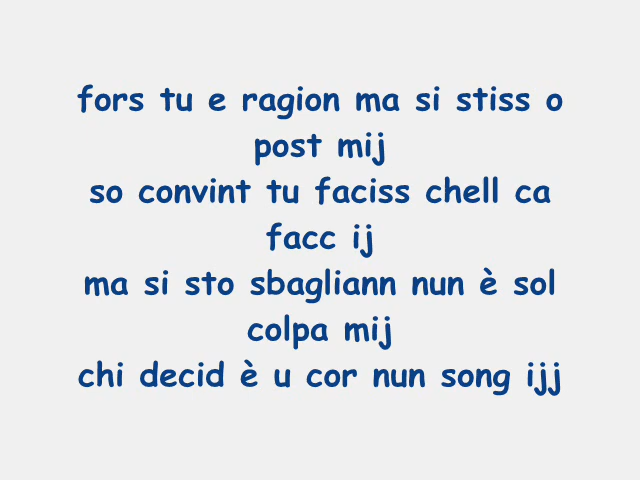 fors tu e ragion ma si stiss o
post mij
so convint tu faciss chell ca
facc ij
ma si sto sbagliann nun è sol
colpa mij
chi decid è u cor nun song ijj